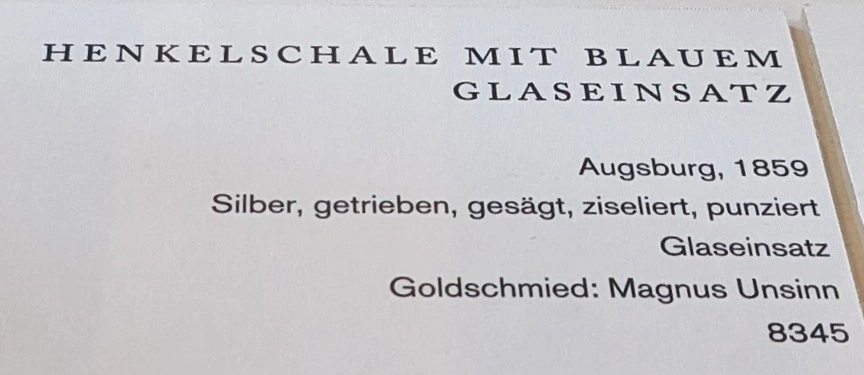 HENKELSCHALE MIT BLAUEM
GLASEINSATZ
Augsburg, 1859
Silber, getrieben, gesägt, ziseliert, punziert
Glaseinsatz
Goldschmied: Magnus Unsinn
8345